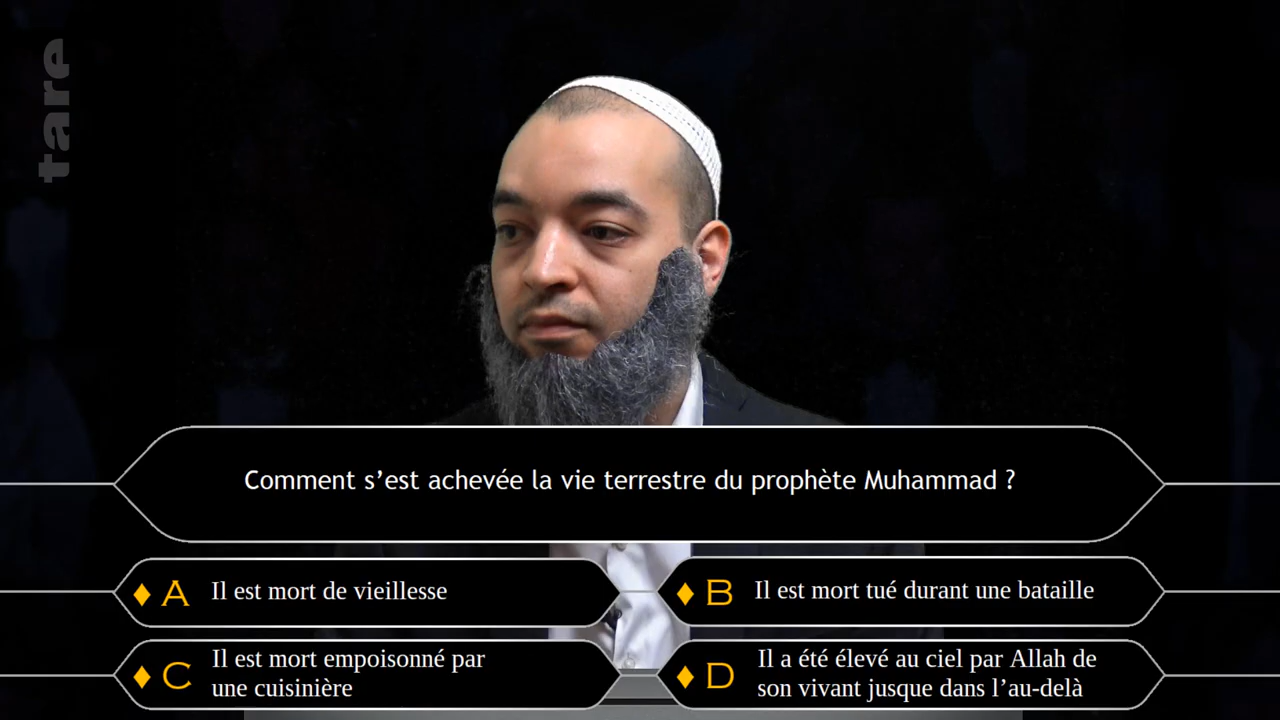 tare
Comment s’est achevée la vie terrestre du prophète Muhammad ?
A Il est mort de vieillesse
B Il est mort tué durant une bataille
C Il est mort empoisonné par
une cuisinière
D Il a été élevé au ciel par Allah de
son vivant jusque dans l’au-delà